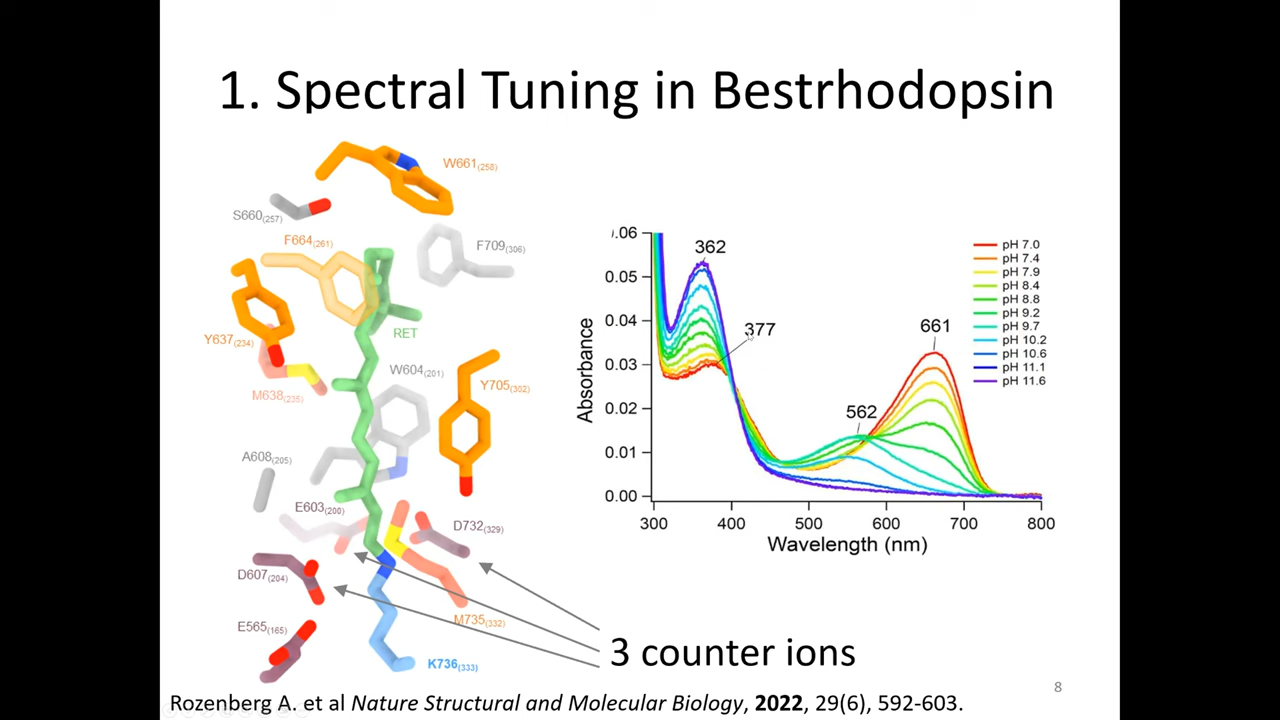 1. Spectral Tuning in Bestrhodopsin
W661(258)
S660(257)
F664(261)
F709(306)
Y637(234)
RET
M638(235)
W604(201)
Y705(302)
A608(205)
E603(200)
D732(329)
D607(204)
E565(165)
M735(332)
K736(333)
3 counter ions
Absorbance
0.06
0.05
0.04
0.03
0.02
0.01
0.00
300 400 500 600 700 800
Wavelength (nm)
362
377
562
661
pH 7.0
pH 7.4
pH 7.9
pH 8.4
pH 8.8
pH 9.2
pH 9.7
pH 10.2
pH 10.6
pH 11.1
pH 11.6
8
Rozenberg A. et al Nature Structural and Molecular Biology, 2022, 29(6), 592-603.